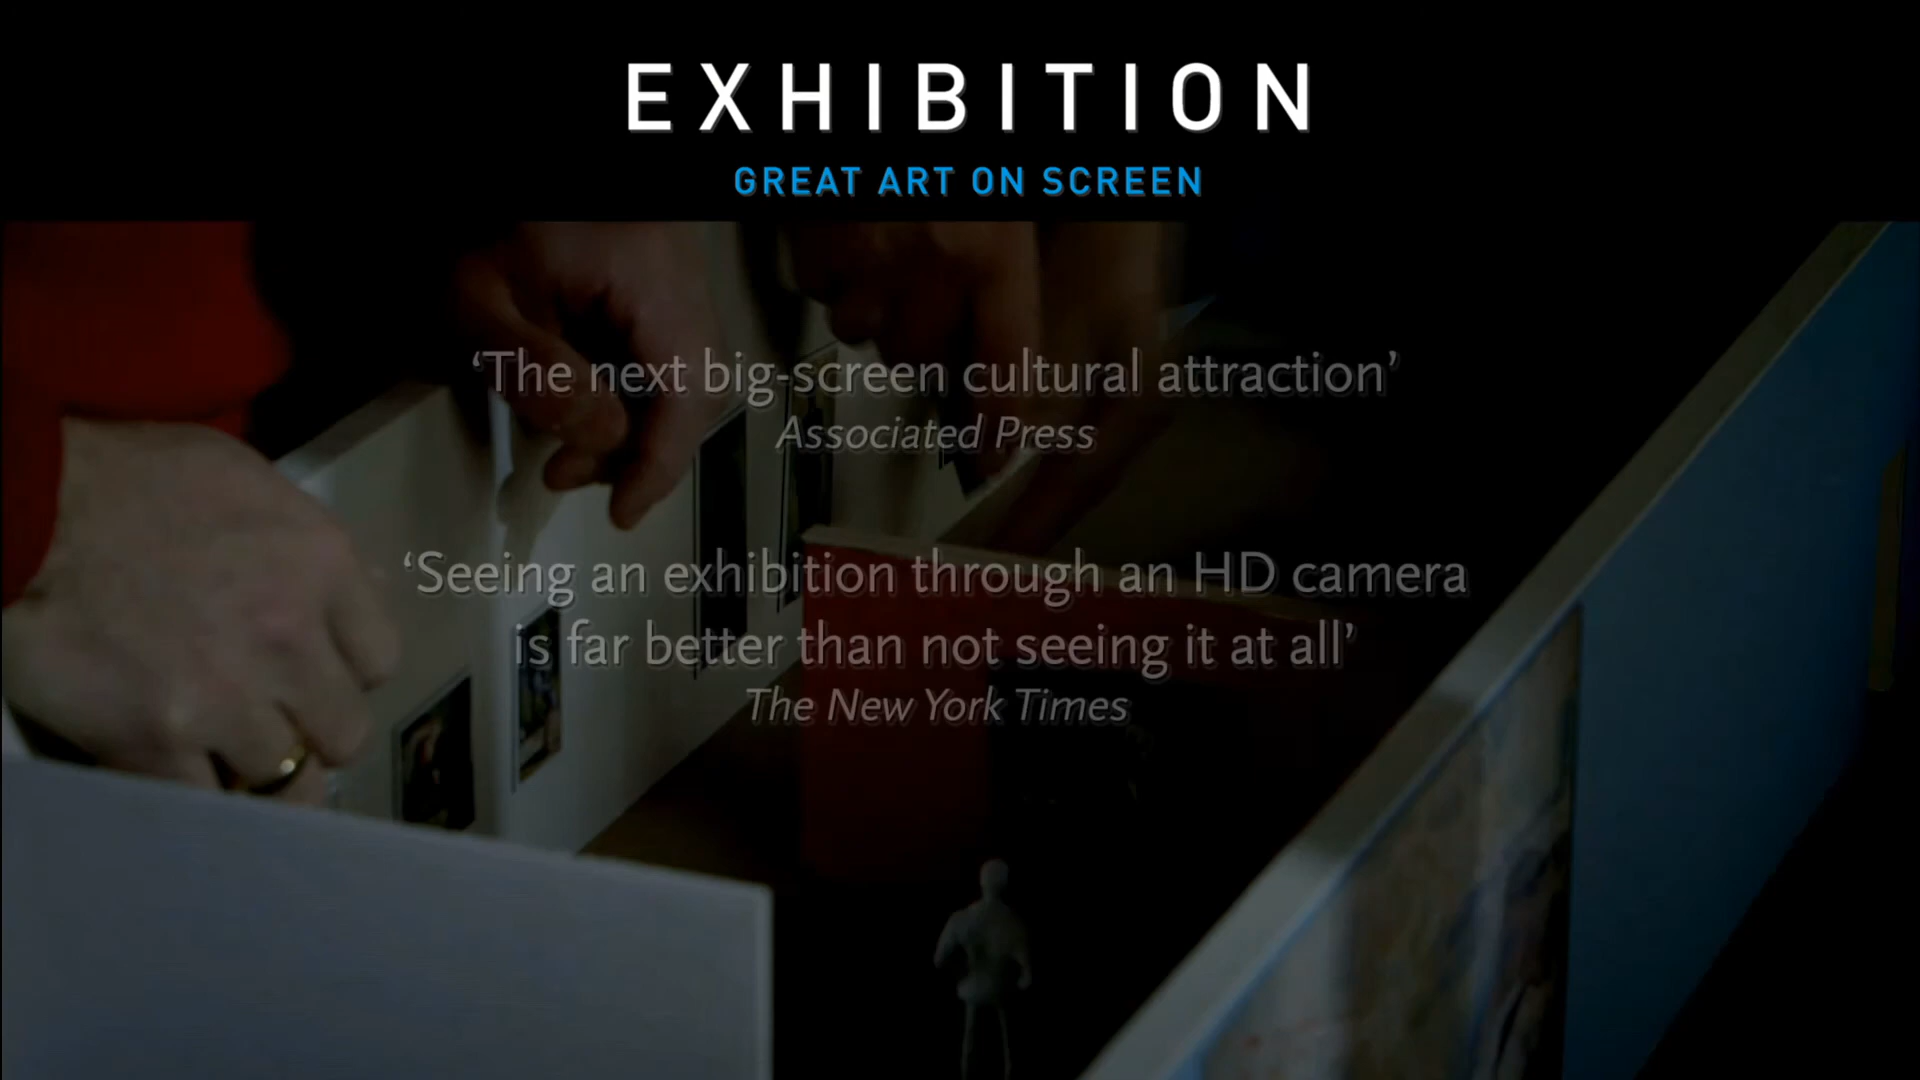 EXHIBITION
GREAT ART ON SCREEN
‘The next big-screen cultural attraction’
Associated Press
‘Seeing an exhibition through an HD camera
is far better than not seeing it at all’
The New York Times